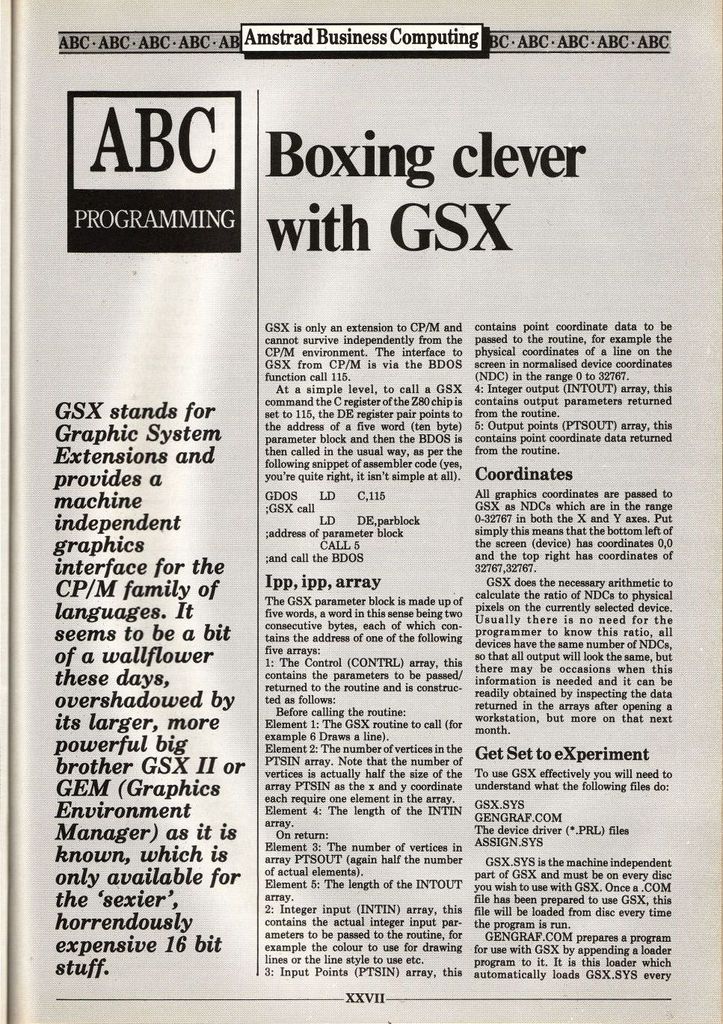 ABC · ABC · ABC · ABC · AB Amstrad Business Computing BC · ABC · ABC · ABC · ABC
ABC
PROGRAMMING
Boxing clever
with GSX
GSX stands for
Graphic System
Extensions and
provides a
machine
independent
graphics
interface for the
CP/M family of
languages. It
seems to be a bit
of a wallflower
these days,
overshadowed by
its larger, more
powerful big
brother GSX II or
GEM (Graphics
Environment
Manager) as it is
known, which is
only available for
the ‘sexier’,
horrendously
expensive 16 bit
stuff.
GSX is only an extension to CP/M and
cannot survive independently from the
CP/M environment. The interface to
GSX from CP/M is via the BDOS
function call 115.
At a simple level, to call a GSX
command the C register of the Z80 chip is
set to 115, the DE register pair points to
the address of a five word (ten byte)
parameter block and then the BDOS is
then called in the usual way, as per the
following snippet of assembler code (yes,
you're quite right, it isn't simple at all).
GDOS LD C,115
;GSX call
LD DE,parblock
;address of parameter block
CALL 5
;and call the BDOS
Ipp, ipp, array
The GSX parameter block is made up of
five words, a word in this sense being two
consecutive bytes, each of which con-
tains the address of one of the following
five arrays:
1: The Control (CONTRL) array, this
contains the parameters to be passed/
returned to the routine and is construc-
ted as follows:
Before calling the routine:
Element 1: The GSX routine to call (for
example 6 Draws a line).
Element 2: The number of vertices in the
PTSIN array. Note that the number of
vertices is actually half the size of the
array PTSIN as the x and y coordinate
each require one element in the array.
Element 4: The length of the INTIN
array.
On return:
Element 3: The number of vertices in
array PTSOUT (again half the number
of actual elements).
Element 5: The length of the INTOUT
array.
2: Integer input (INTIN) array, this
contains the actual integer input par-
ameters to be passed to the routine, for
example the colour to use for drawing
lines or the line style to use etc.
3: Input Points (PTSIN) array, this
contains point coordinate data to be
passed to the routine, for example the
physical coordinates of a line on the
screen in normalised device coordinates
(NDC) in the range 0 to 32767.
4: Integer output (INTOUT) array, this
contains output parameters returned
from the routine.
5: Output points (PTSOUT) array, this
contains point coordinate data returned
from the routine.
Coordinates
All graphics coordinates are passed to
GSX as NDCs which are in the range
0-32767 in both the X and Y axes. Put
simply this means that the bottom left of
the screen (device) has coordinates 0,0
and the top right has coordinates of
32767,32767.
GSX does the necessary arithmetic to
calculate the ratio of NDCs to physical
pixels on the currently selected device.
Usually there is no need for the
programmer to know this ratio, all
devices have the same number of NDCs,
so that all output will look the same, but
there may be occasions when this
information is needed and it can be
readily obtained by inspecting the data
returned in the arrays after opening a
workstation, but more on that next
month.
Get Set to eXperiment
To use GSX effectively you will need to
understand what the following files do:
GSX.SYS
GENGRAF.COM
The device driver (*.PRL) files
ASSIGN.SYS
GSX.SYS is the machine independent
part of GSX and must be on every disc
you wish to use with GSX. Once a .COM
file has been prepared to use GSX, this
file will be loaded from disc every time
the program is run.
GENGRAF.COM prepares a program
for use with GSX by appending a loader
program to it. It is this loader which
automatically loads GSX.SYS every
XXVII